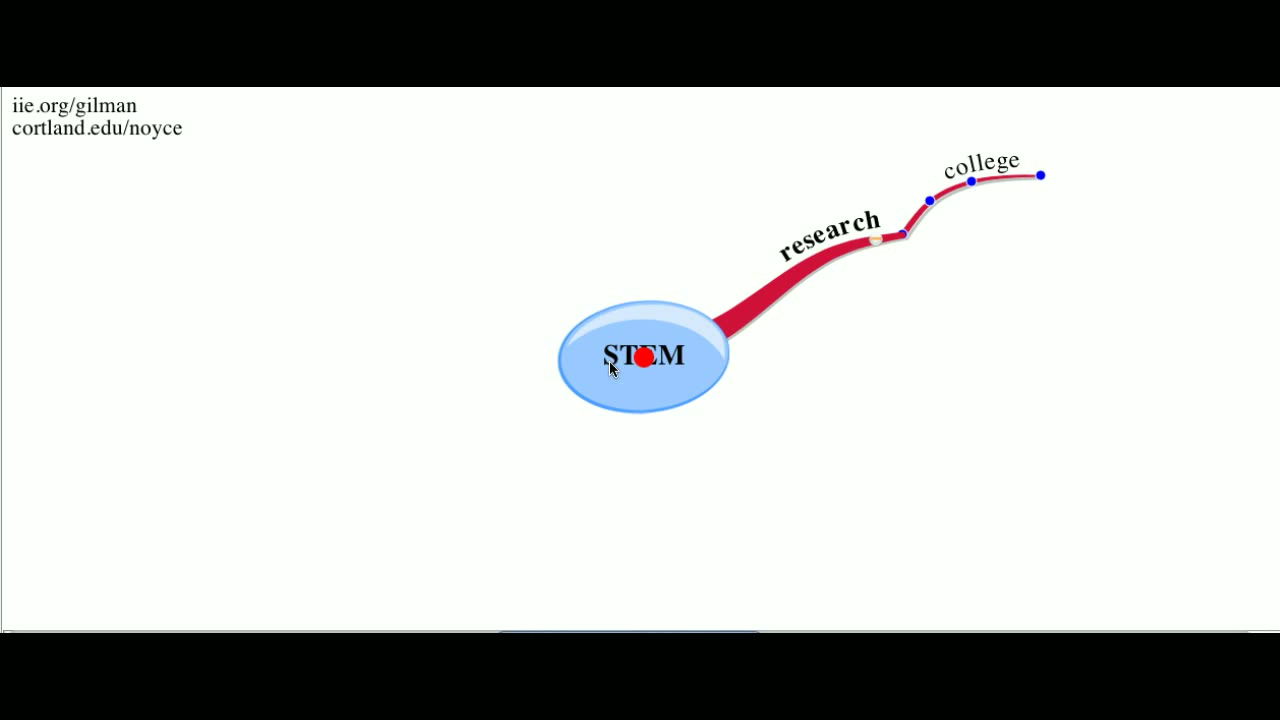 iie.org/gilman
cortland.edu/noyce
college
research
STEM